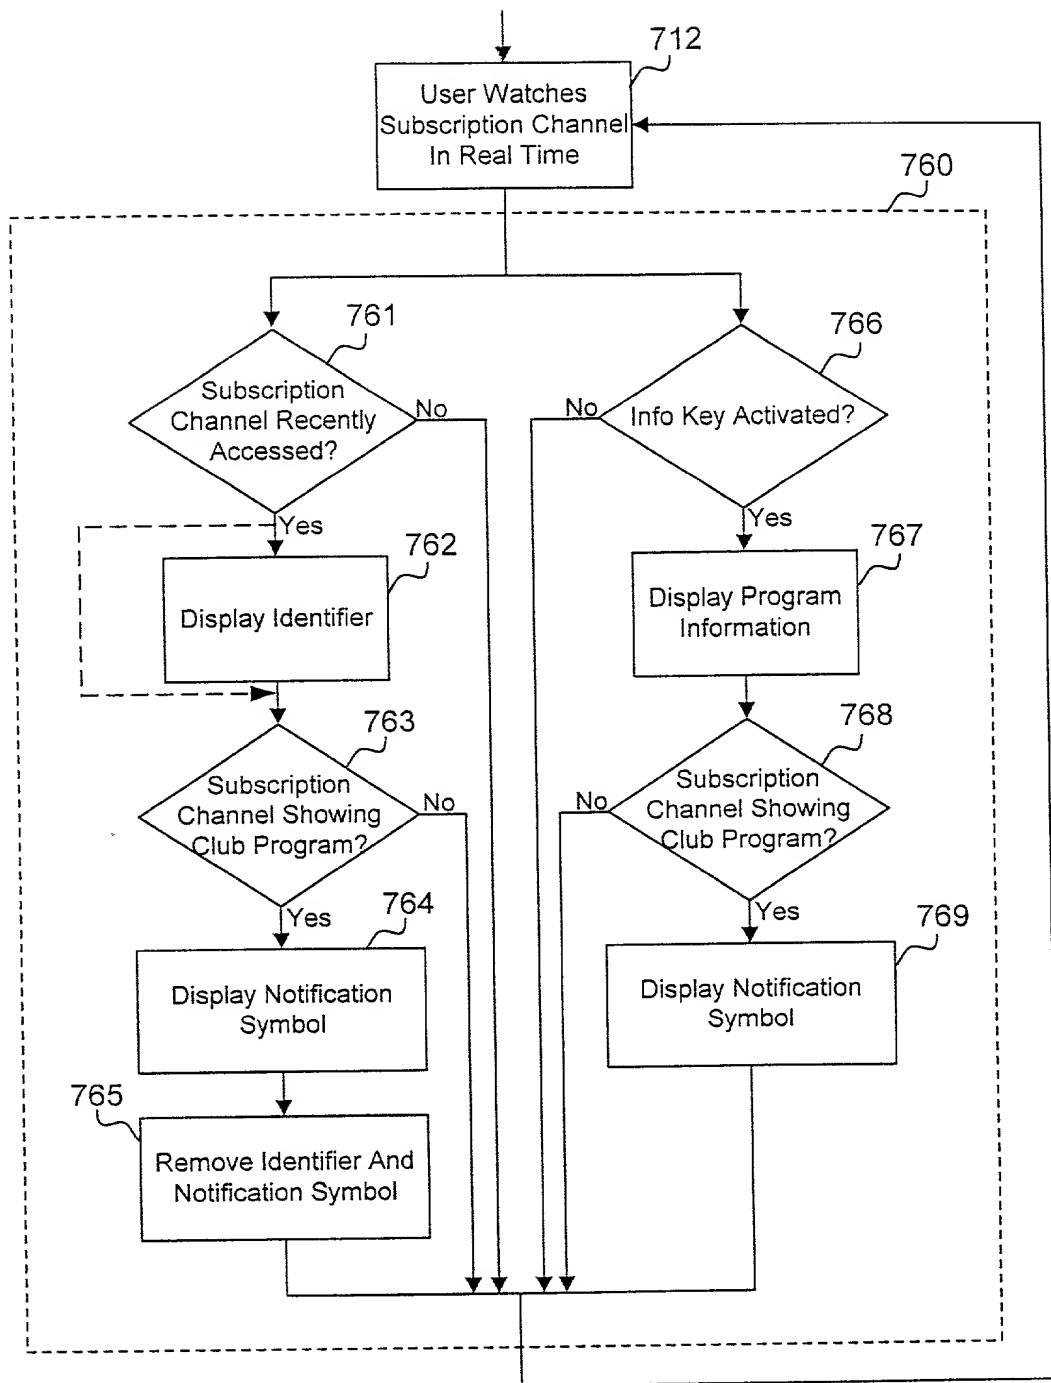 712
User Watches
Subscription Channel
In Real Time
760
761
Subscription
Channel Recently
Accessed?
No
Yes
762
Display Identifier
763
Subscription
Channel Showing
Club Program?
No
Yes
764
Display Notification
Symbol
765
Remove Identifier And
Notification Symbol
766
Info Key Activated?
No
Yes
767
Display Program
Information
768
Subscription
Channel Showing
Club Program?
No
Yes
769
Display Notification
Symbol